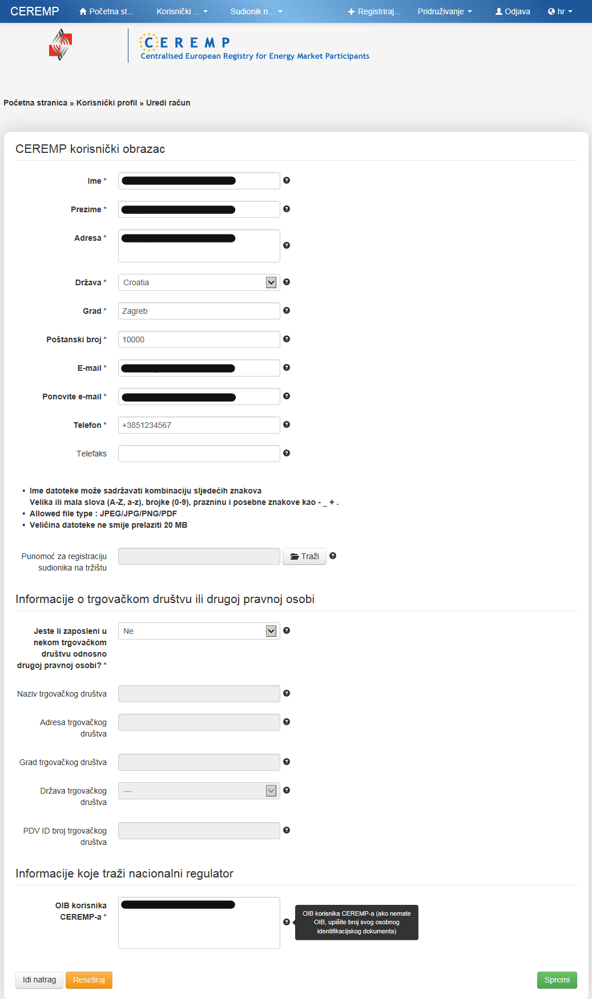 CEREMP Početna st... Korisnički ... Sudionik n... Registriraj... Pridruživanje Odjava hr
CEREMP
Centralised European Registry for Energy Market Participants
Početna stranica » Korisnički profil » Uredi račun
CEREMP korisnički obrazac
Ime *
Prezime *
Adresa *
Država * Croatia
Grad * Zagreb
Poštanski broj * 10000
E-mail *
Ponovite e-mail *
Telefon * +3851234567
Telefaks
• Ime datoteke može sadržavati kombinaciju sljedećih znakova
Velika ili mala slova (A-Z, a-z), brojke (0-9), prazninu i posebne znakove kao - _ + .
• Allowed file type : JPEG/JPG/PNG/PDF
• Veličina datoteke ne smije prelaziti 20 MB
Punomoć za registraciju Traži
sudionika na tržištu
Informacije o trgovačkom društvu ili drugoj pravnoj osobi
Jeste li zaposleni u Ne
nekom trgovačkom
društvu odnosno
drugoj pravnoj osobi? *
Naziv trgovačkog društva
Adresa trgovačkog
društva
Grad trgovačkog društva
Država trgovačkog ---
društva
PDV ID broj trgovačkog
društva
Informacije koje traži nacionalni regulator
OIB korisnika
CEREMP-a *
OIB korisnika CEREMP-a (ako nemate
OIB, upišite broj svog osobnog
identifikacijskog dokumenta)
Idi natrag Resetiraj Spremi